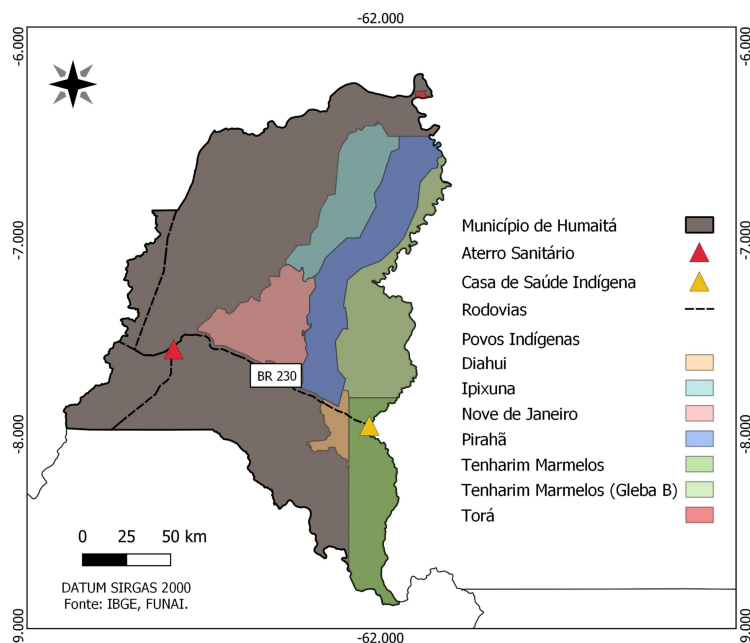 -62.000
-6.000
-6.000
-7.000
-7.000
Município de Humaitá
Aterro Sanitário
Casa de Saúde Indígena
Rodovias
Povos Indígenas
Diahui
Ipixuna
Nove de Janeiro
Pirahã
Tenharim Marmelos
Tenharim Marmelos (Gleba B)
Torá
BR 230
-8.000
-8.000
0 25 50 km
DATUM SIRGAS 2000
Fonte: IBGE, FUNAI.
-9.000
-9.000
-62.000